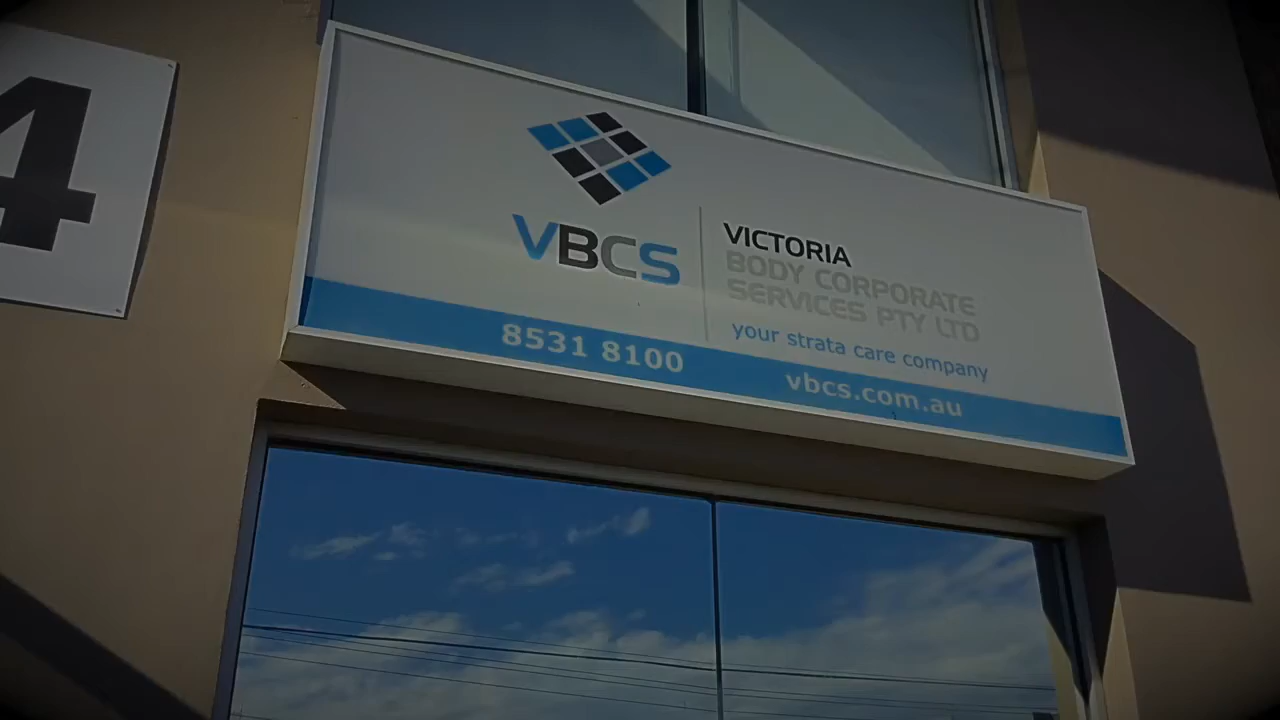 4
VBCS
VICTORIA
BODY CORPORATE
SERVICES PTY LTD
your strata care company
8531 8100
vbcs.com.au